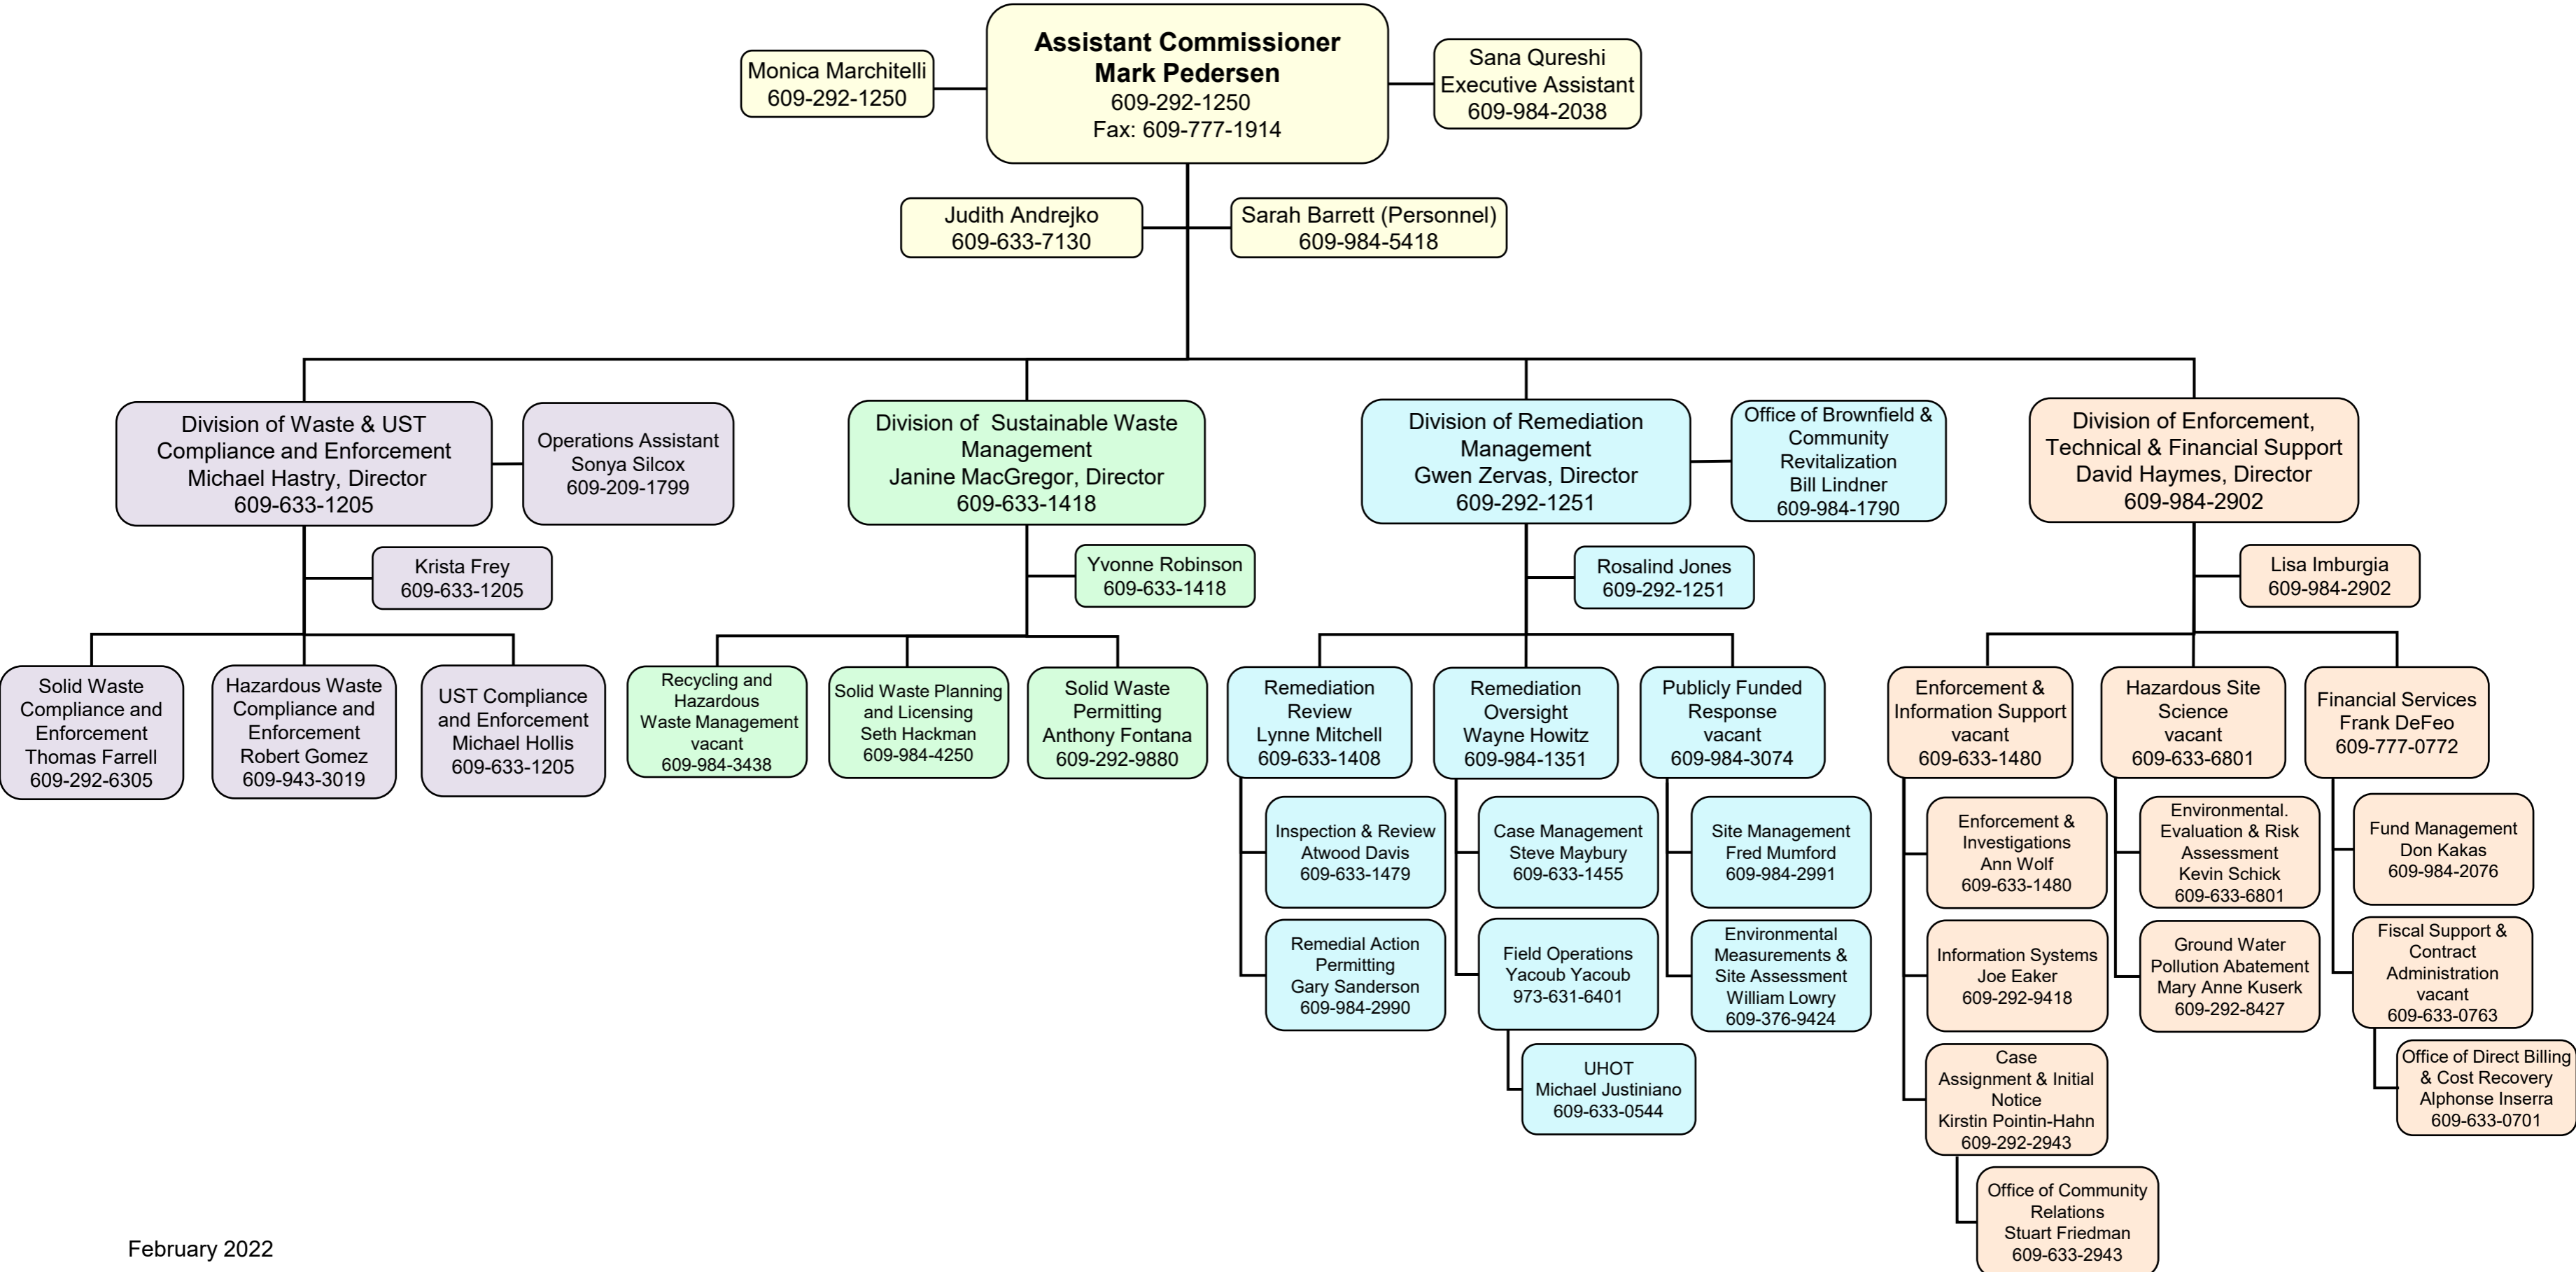 Assistant Commissioner
Mark Pedersen
609-292-1250
Fax: 609-777-1914
Monica Marchitelli
609-292-1250
Sana Qureshi
Executive Assistant
609-984-2038
Judith Andrejko
609-633-7130
Sarah Barrett (Personnel)
609-984-5418
Division of Waste & UST
Compliance and Enforcement
Michael Hastry, Director
609-633-1205
Operations Assistant
Sonya Silcox
609-209-1799
Division of  Sustainable Waste
Management
Janine MacGregor, Director
609-633-1418
Division of Remediation
Management
Gwen Zervas, Director
609-292-1251
Office of Brownfield &
Community
Revitalization
Bill Lindner
609-984-1790
Division of Enforcement,
Technical & Financial Support
David Haymes, Director
609-984-2902
Krista Frey
609-633-1205
Yvonne Robinson
609-633-1418
Rosalind Jones
609-292-1251
Lisa Imburgia
609-984-2902
Solid Waste
Compliance and
Enforcement
Thomas Farrell
609-292-6305
Hazardous Waste
Compliance and
Enforcement
Robert Gomez
609-943-3019
UST Compliance
and Enforcement
Michael Hollis
609-633-1205
Recycling and
Hazardous
Waste Management
vacant
609-984-3438
Solid Waste Planning
and Licensing
Seth Hackman
609-984-4250
Solid Waste
Permitting
Anthony Fontana
609-292-9880
Remediation
Review
Lynne Mitchell
609-633-1408
Remediation
Oversight
Wayne Howitz
609-984-1351
Publicly Funded
Response
vacant
609-984-3074
Enforcement &
Information Support
vacant
609-633-1480
Hazardous Site
Science
vacant
609-633-6801
Financial Services
Frank DeFeo
609-777-0772
Inspection & Review
Atwood Davis
609-633-1479
Case Management
Steve Maybury
609-633-1455
Site Management
Fred Mumford
609-984-2991
Enforcement &
Investigations
Ann Wolf
609-633-1480
Environmental.
Evaluation & Risk
Assessment
Kevin Schick
609-633-6801
Fund Management
Don Kakas
609-984-2076
Remedial Action
Permitting
Gary Sanderson
609-984-2990
Field Operations
Yacoub Yacoub
973-631-6401
Environmental
Measurements &
Site Assessment
William Lowry
609-376-9424
Information Systems
Joe Eaker
609-292-9418
Ground Water
Pollution Abatement
Mary Anne Kuserk
609-292-8427
Fiscal Support &
Contract
Administration
vacant
609-633-0763
UHOT
Michael Justiniano
609-633-0544
Case
Assignment & Initial
Notice
Kirstin Pointin-Hahn
609-292-2943
Office of Direct Billing
& Cost Recovery
Alphonse Inserra
609-633-0701
Office of Community
Relations
Stuart Friedman
609-633-2943
February 2022